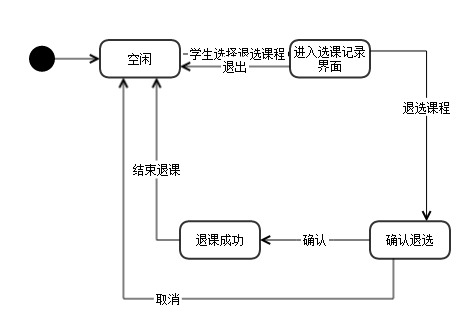 空闲
学生选择退选课程
退出
进入选课记录
界面
退选课程
结束退课
退课成功
确认
确认退选
取消